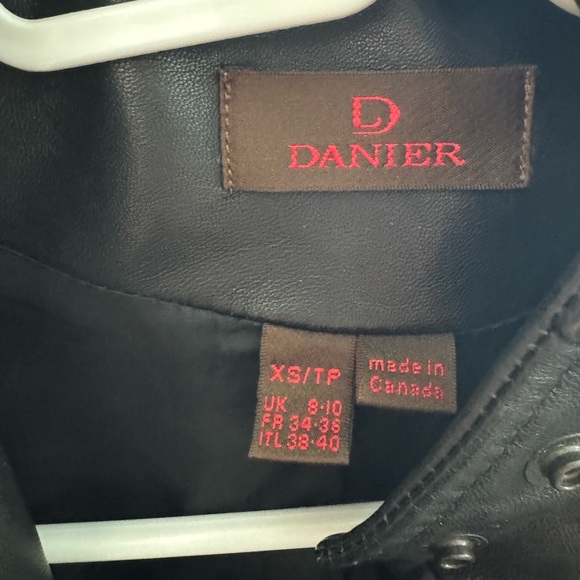 D
DANIER
XS/TP
UK 8-10
FR 34-36
ITL 38-40
made in
Canada